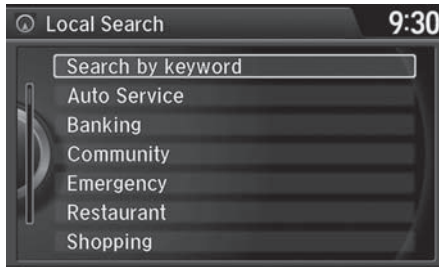 Local Search
9:30
Search by keyword
Auto Service
Banking
Community
Emergency
Restaurant
Shopping